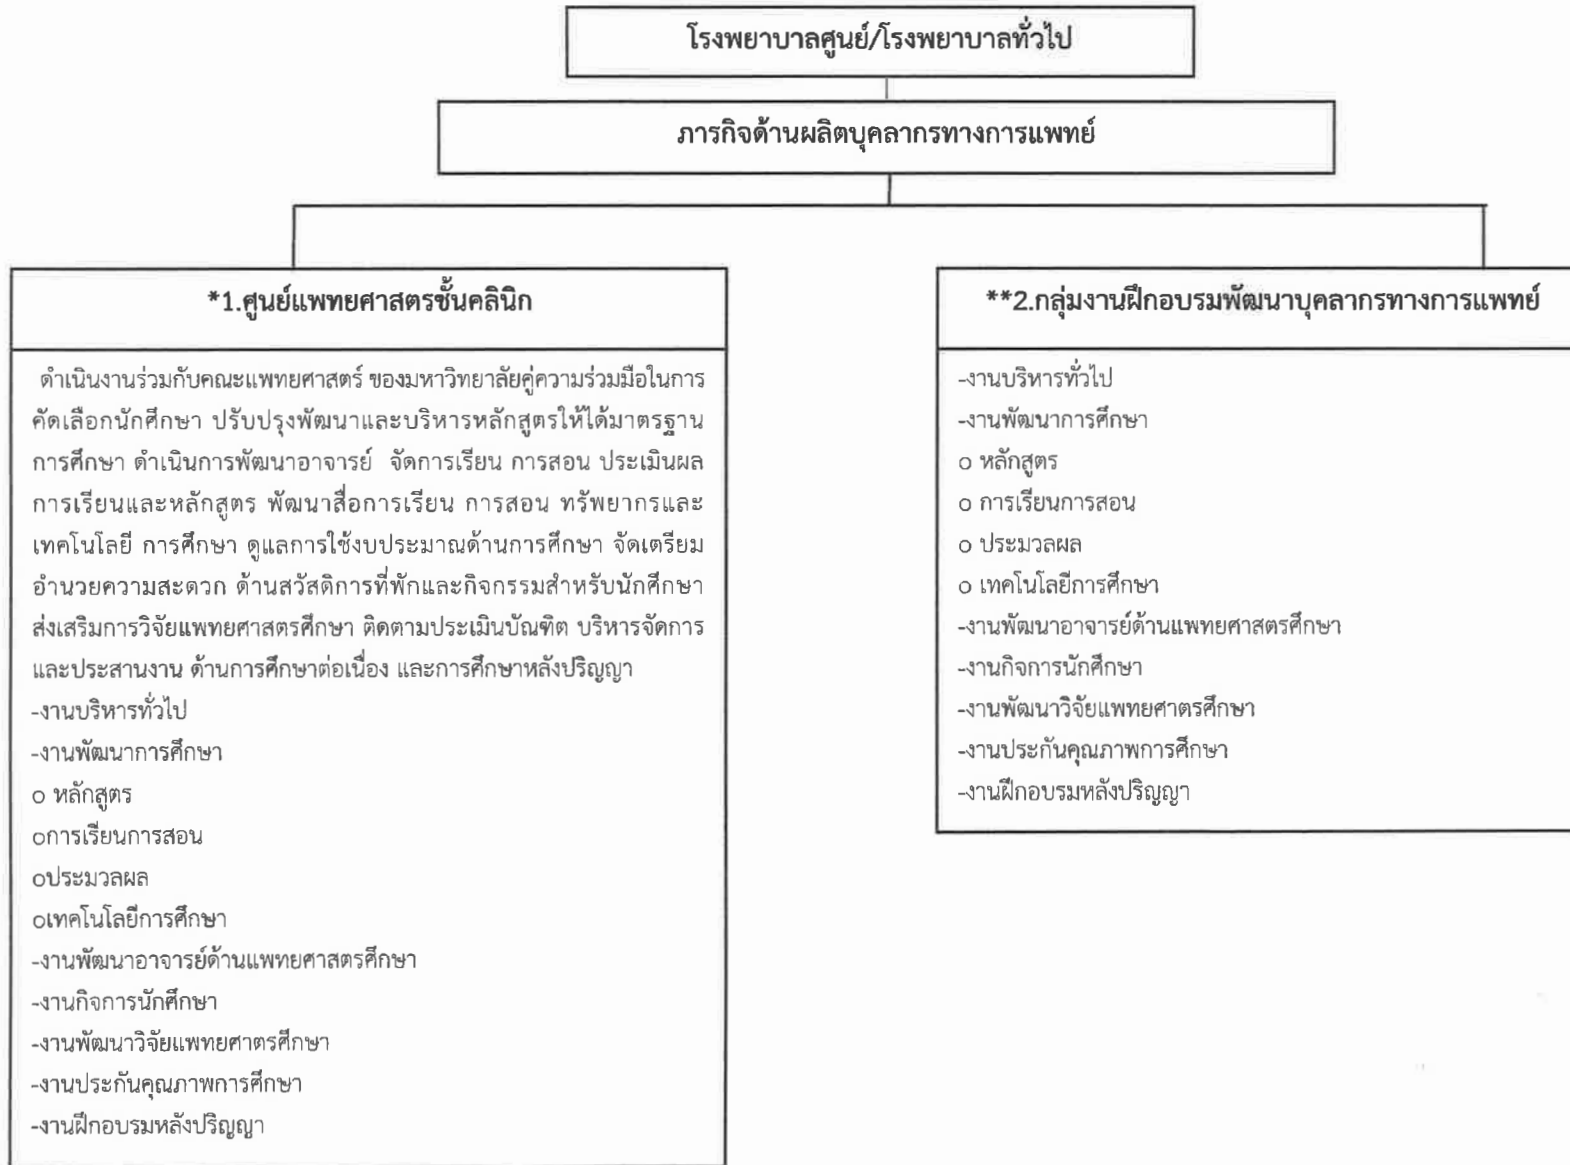 โรงพยาบาลศูนย์/โรงพยาบาลทั่วไป
ภารกิจด้านผลิตบุคลากรทางการแพทย์
*1.ศูนย์แพทยศาสตรชั้นคลินิก
ดำเนินงานร่วมกับคณะแพทยศาสตร์ ของมหาวิทยาลัยคู่ความร่วมมือในการ
คัดเลือกนักศึกษา ปรับปรุงพัฒนาและบริหารหลักสูตรให้ได้มาตรฐาน
การศึกษา ดำเนินการพัฒนาอาจารย์ จัดการเรียน การสอน ประเมินผล
การเรียนและหลักสูตร พัฒนาสื่อการเรียน การสอน ทรัพยากรและ
เทคโนโลยี การศึกษา ดูแลการใช้งบประมาณด้านการศึกษา จัดเตรียม
อำนวยความสะดวก ด้านสวัสดิการที่พักและกิจกรรมสำหรับนักศึกษา
ส่งเสริมการวิจัยแพทยศาสตรศึกษา ติดตามประเมินบัณฑิต บริหารจัดการ
และประสานงาน ด้านการศึกษาต่อเนื่อง และการศึกษาหลังปริญญา
-งานบริหารทั่วไป
-งานพัฒนาการศึกษา
o หลักสูตร
oการเรียนการสอน
oประมวลผล
oเทคโนโลยีการศึกษา
-งานพัฒนาอาจารย์ด้านแพทยศาสตรศึกษา
-งานกิจการนักศึกษา
-งานพัฒนาวิจัยแพทยศาตรศึกษา
-งานประกันคุณภาพการศึกษา
-งานฝึกอบรมหลังปริญญา
**2.กลุ่มงานฝึกอบรมพัฒนาบุคลากรทางการแพทย์
-งานบริหารทั่วไป
-งานพัฒนาการศึกษา
o หลักสูตร
o การเรียนการสอน
o ประมวลผล
o เทคโนโลยีการศึกษา
-งานพัฒนาอาจารย์ด้านแพทยศาสตรศึกษา
-งานกิจการนักศึกษา
-งานพัฒนาวิจัยแพทยศาตรศึกษา
-งานประกันคุณภาพการศึกษา
-งานฝึกอบรมหลังปริญญา